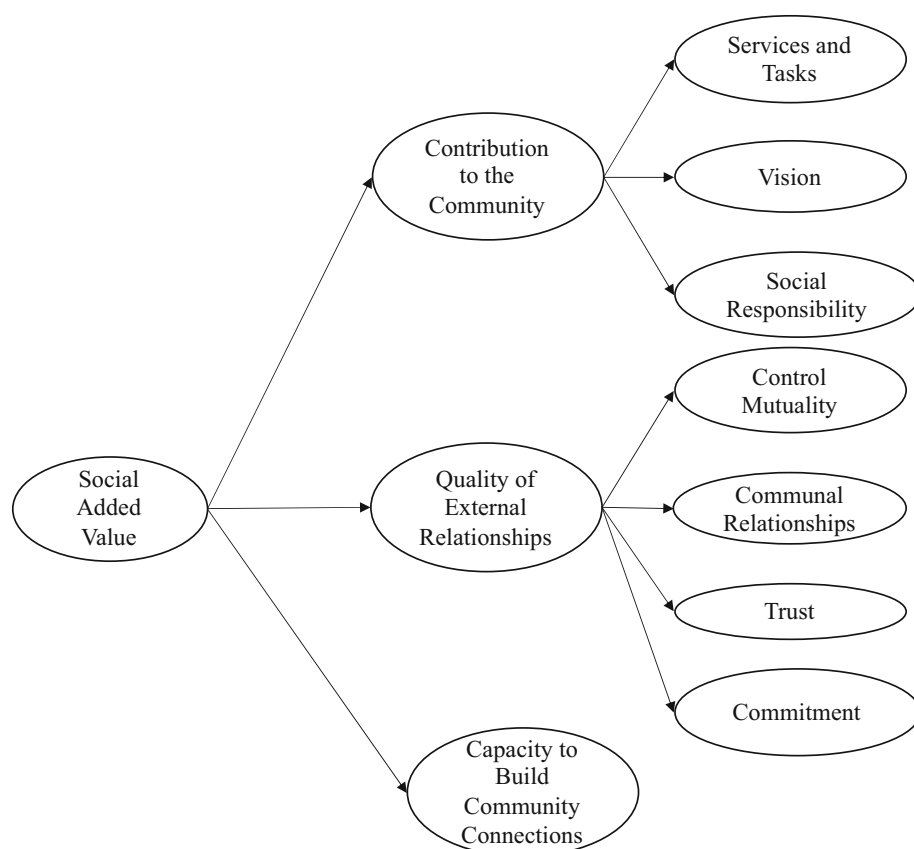 Services and
Tasks
Contribution
to the
Community
Vision
Social
Responsibility
Control
Mutuality
Social
Added
Value
Quality of
External
Relationships
Communal
Relationships
Trust
Commitment
Capacity to
Build
Community
Connections